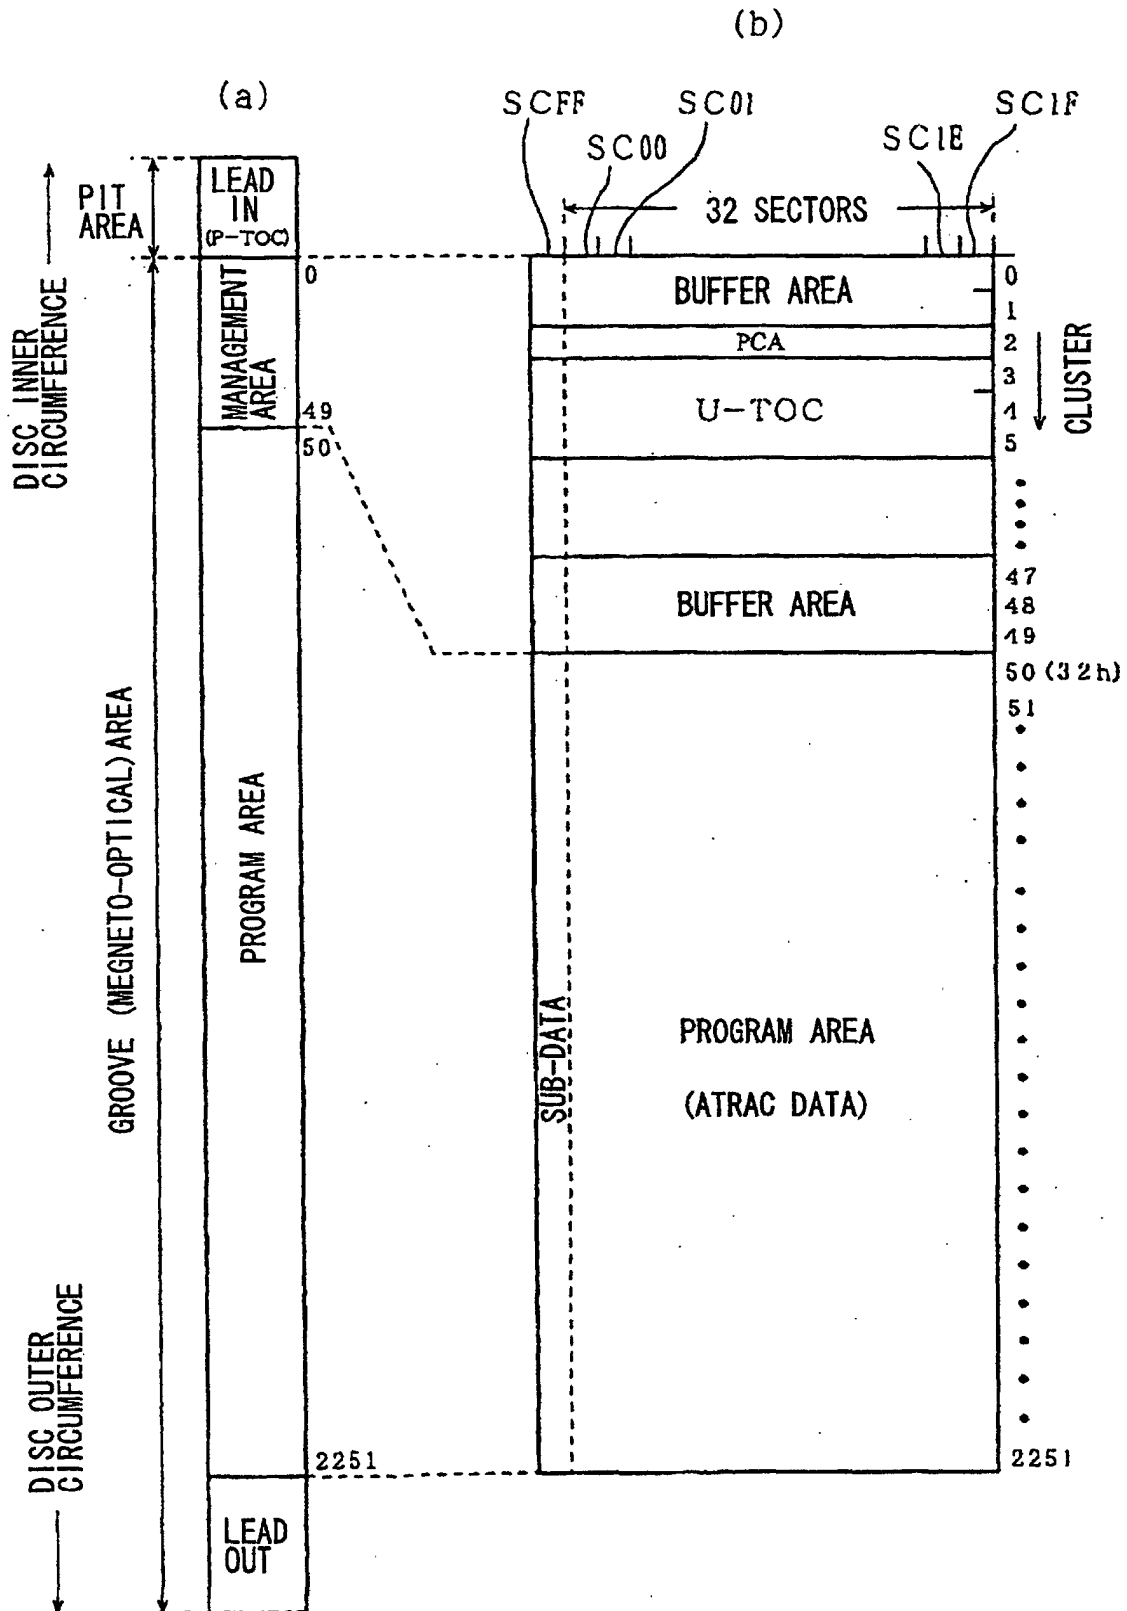 (b)
(a)
SCFF
SC01
SC1F
SC00
SC1E
PIT
AREA
LEAD
IN
(P-TOC)
32 SECTORS
0
MANAGEMENT
AREA
49
50
DISC INNER
CIRCUMFERENCE
BUFFER AREA
0
1
PCA
2
U-TOC
3
4
5
CLUSTER
BUFFER AREA
47
48
49
50 (32h)
51
GROOVE (MEGNETO-OPTICAL) AREA
PROGRAM AREA
SUB-DATA
PROGRAM AREA
(ATRAC DATA)
DISC OUTER
CIRCUMFERENCE
2251
2251
LEAD
OUT